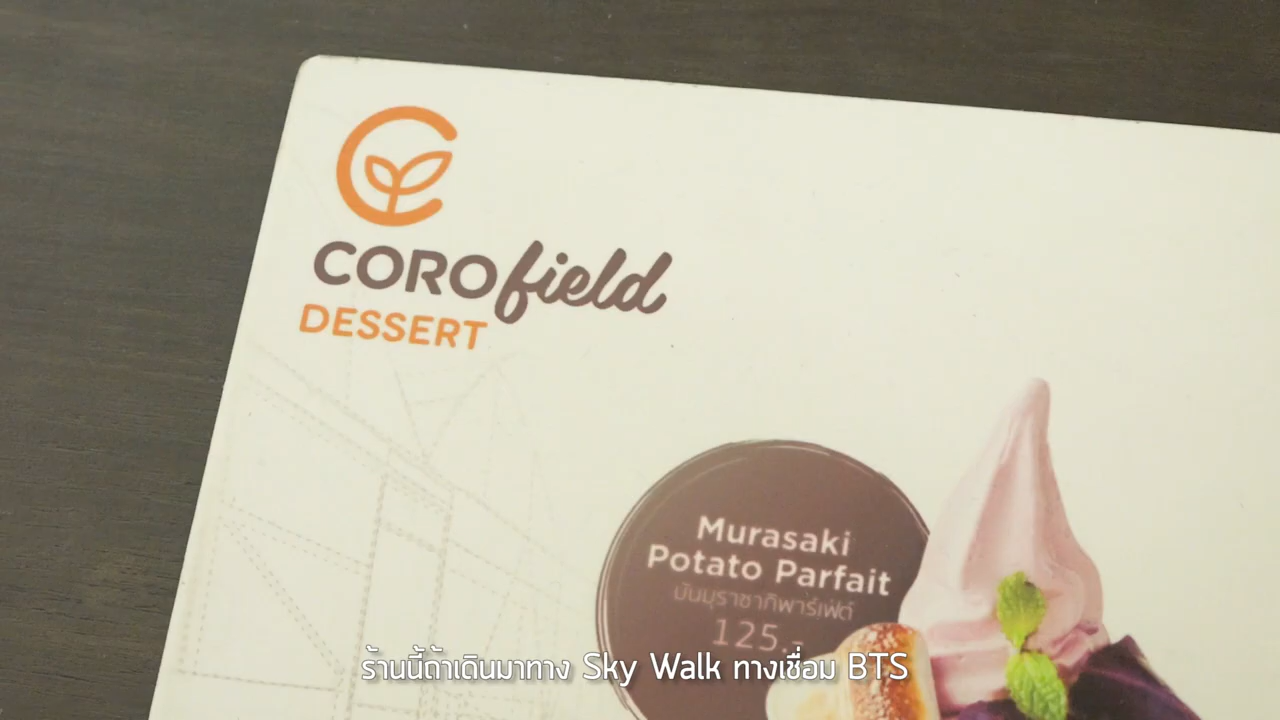 COROfield
DESSERT
Murasaki
Potato Parfait
มันมุราซากิพาร์เฟ่ต์
125.-
ร้านนี้ถ้าเดินมาทาง Sky Walk ทางเชื่อม BTS